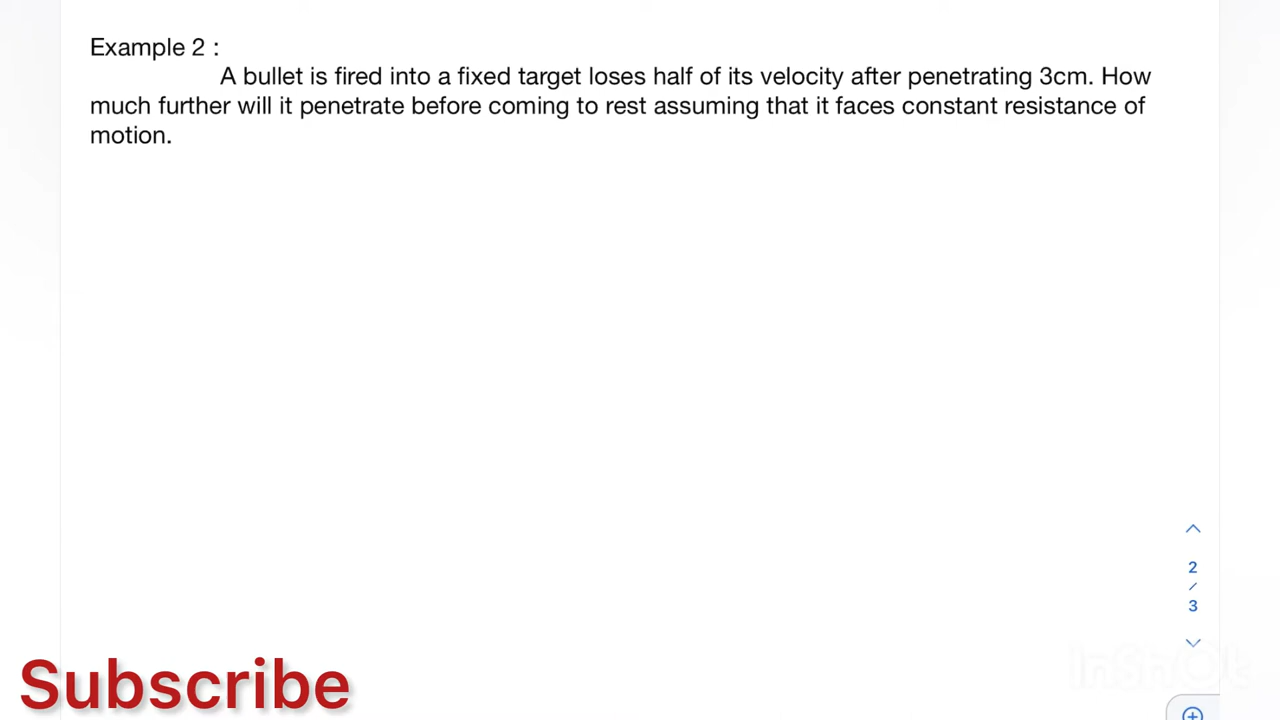 Example 2 :
A bullet is fired into a fixed target loses half of its velocity after penetrating 3cm. How
much further will it penetrate before coming to rest assuming that it faces constant resistance of
motion.
2
/
3
Subscribe
InShOt